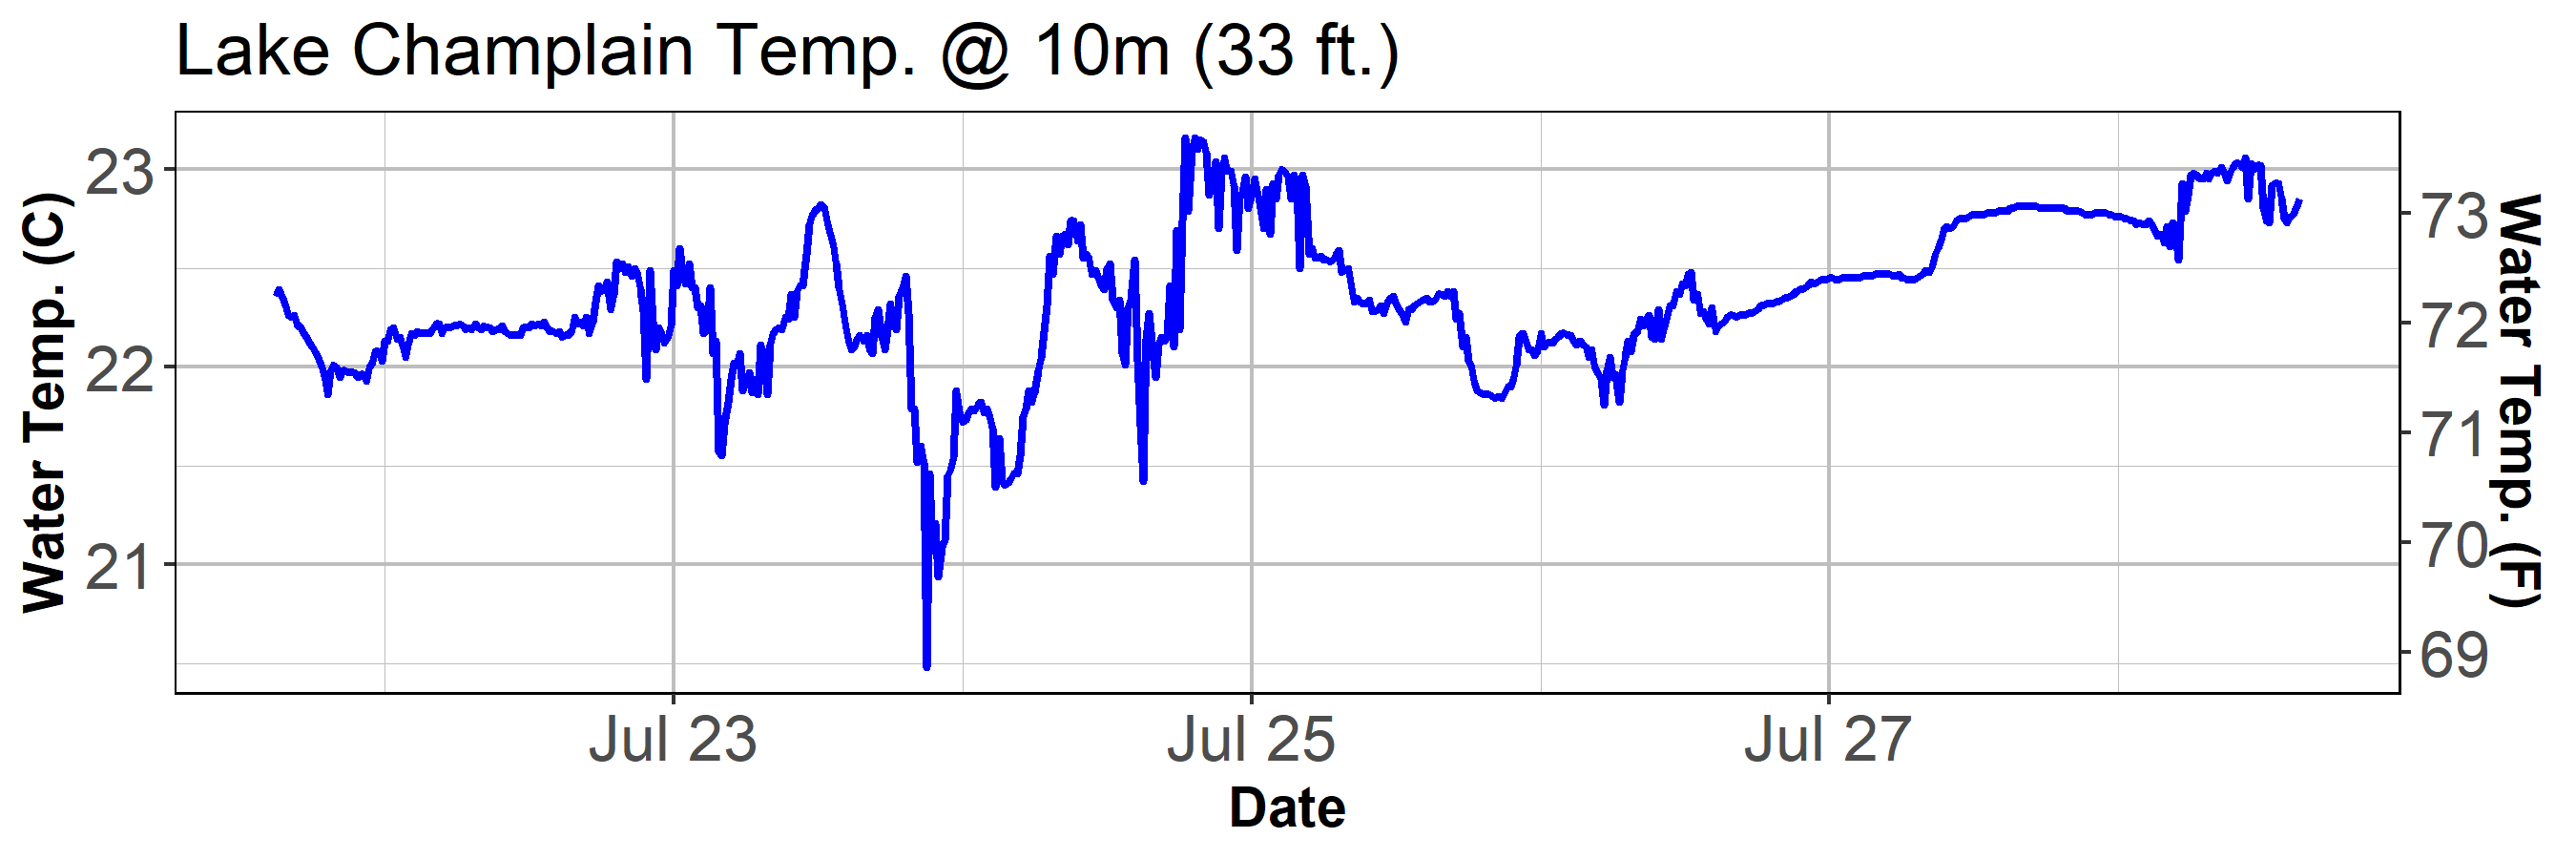 Lake Champlain Temp. @ 10m (33 ft.)
Water Temp. (C)
23
22
21
73
72
71
70
69
Water Temp. (F)
Jul 23
Jul 25
Jul 27
Date